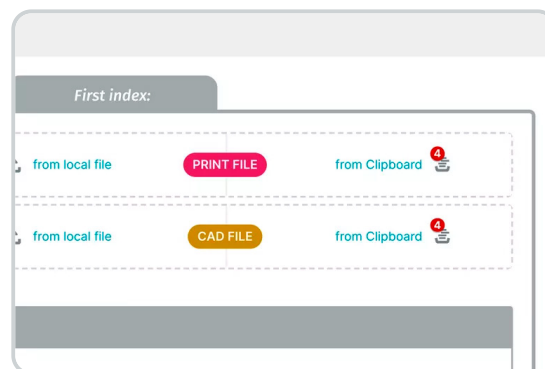 First index:
from local file PRINT FILE from Clipboard 4
from local file CAD FILE from Clipboard 4